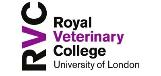 RVC
Royal
Veterinary
College
University of London